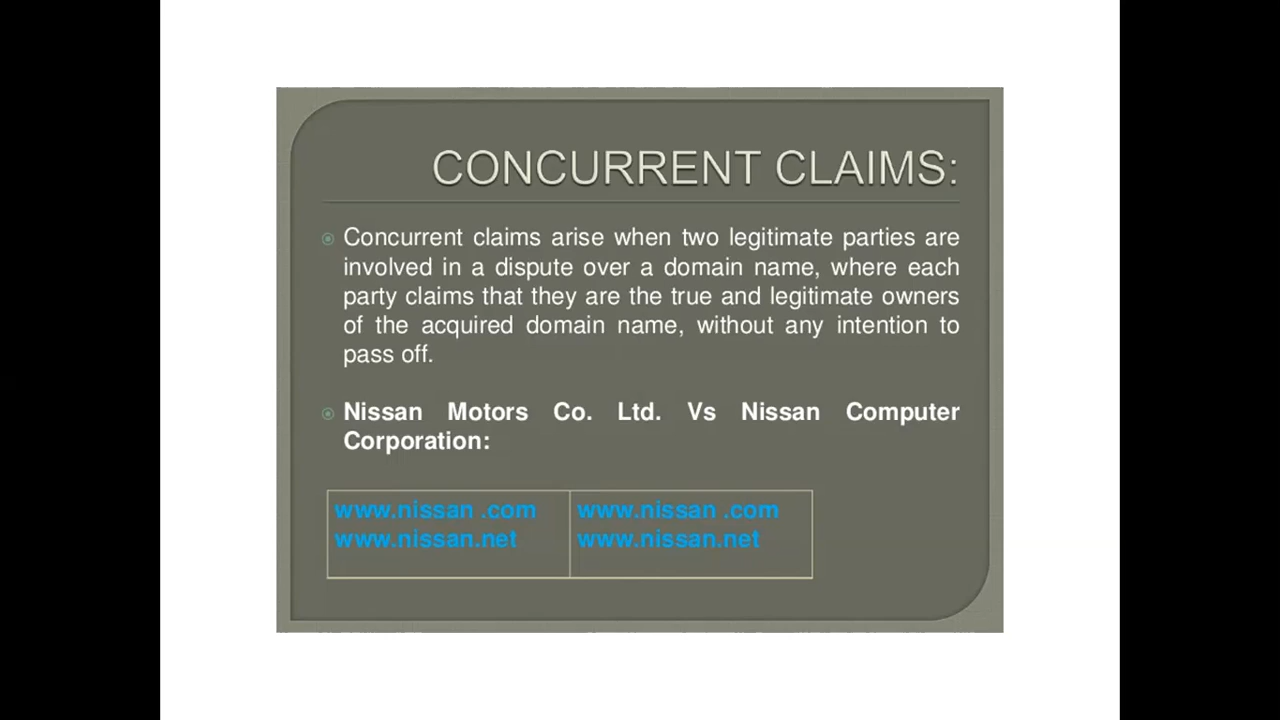 CONCURRENT CLAIMS:
Concurrent claims arise when two legitimate parties are
involved in a dispute over a domain name, where each
party claims that they are the true and legitimate owners
of the acquired domain name, without any intention to
pass off.
Nissan Motors Co. Ltd. Vs Nissan Computer
Corporation:
www.nissan .com www.nissan .com
www.nissan.net www.nissan.net